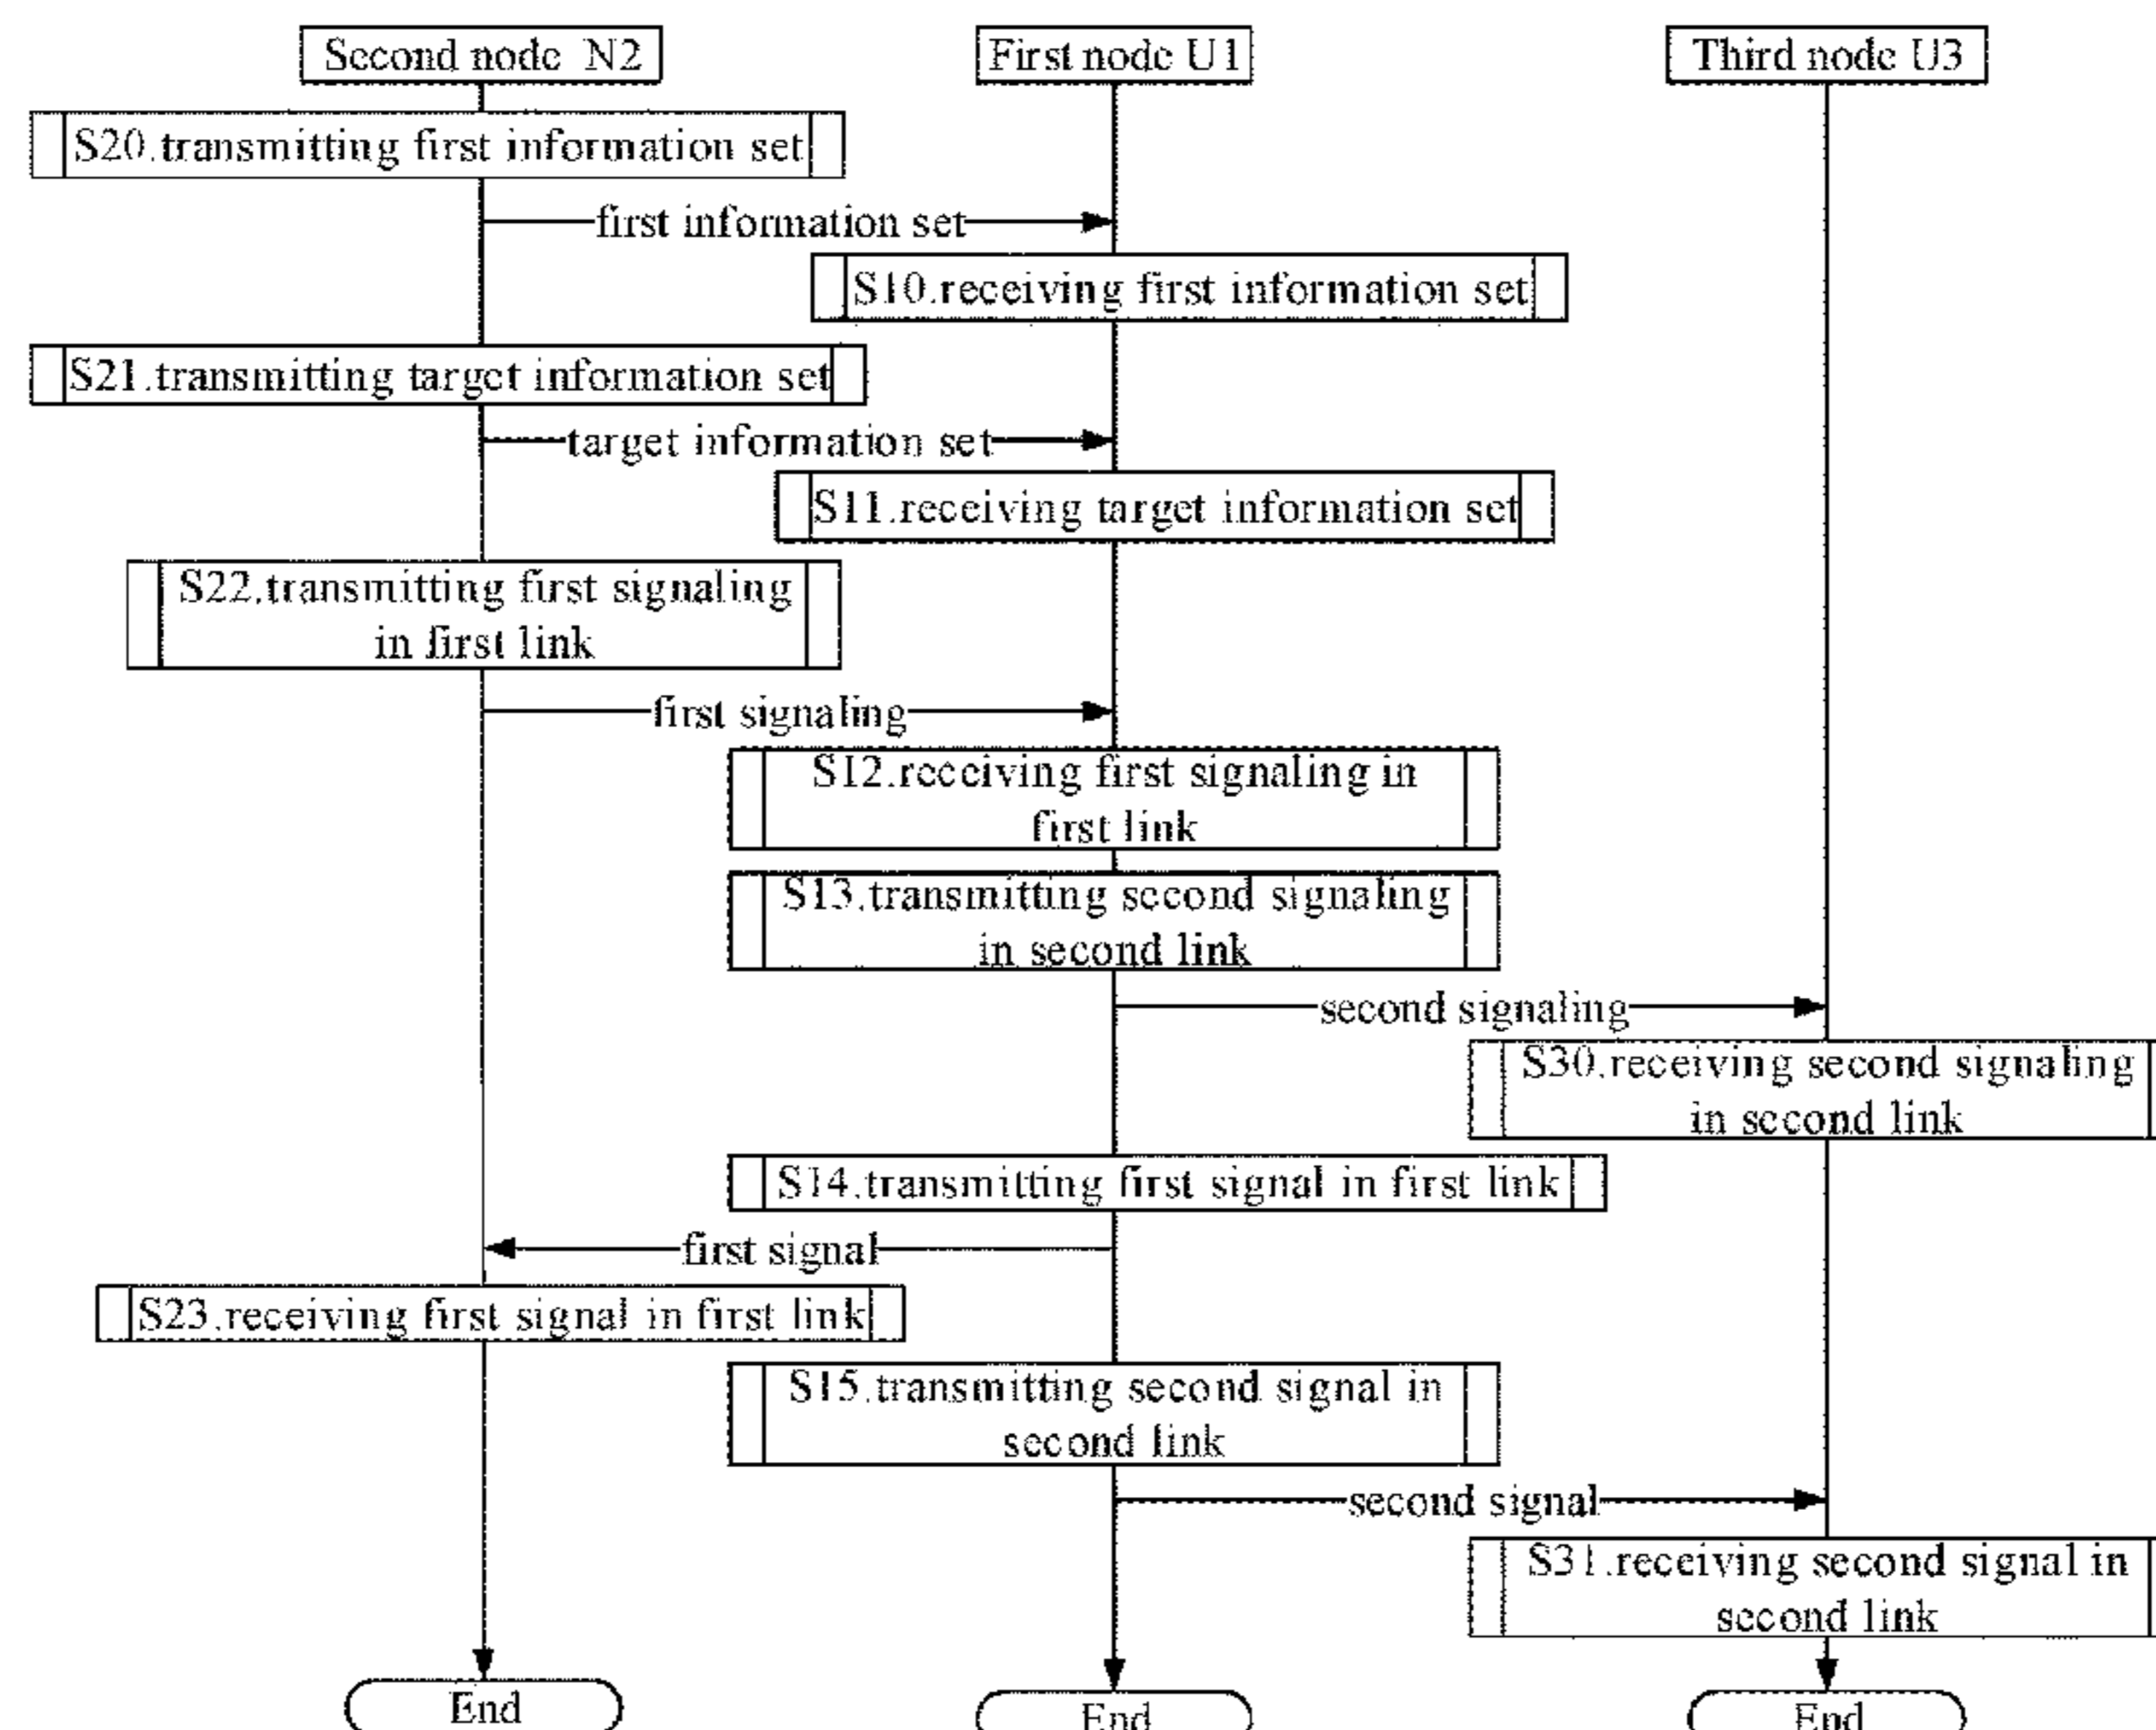 Second node N2
First node U1
Third node U3
S20.transmitting first information set
first information set
S10.receiving first information set
S21.transmitting target information set
target information set
S11.receiving target information set
S22.transmitting first signaling
in first link
first signaling
S12.receiving first signaling in
first link
S13.transmitting second signaling
in second link
second signaling
S30.receiving second signaling
in second link
S14.transmitting first signal in first link
first signal
S23.receiving first signal in first link
S15.transmitting second signal in
second link
second signal
S31.receiving second signal in
second link
End
End
End